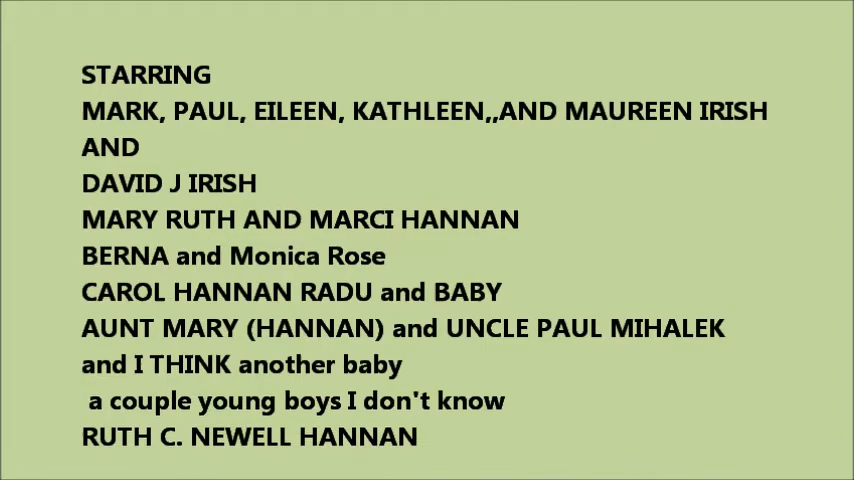 STARRING
MARK, PAUL, EILEEN, KATHLEEN,,AND MAUREEN IRISH
AND
DAVID J IRISH
MARY RUTH AND MARCI HANNAN
BERNA and Monica Rose
CAROL HANNAN RADU and BABY
AUNT MARY (HANNAN) and UNCLE PAUL MIHALEK
and I THINK another baby
a couple young boys I don't know
RUTH C. NEWELL HANNAN